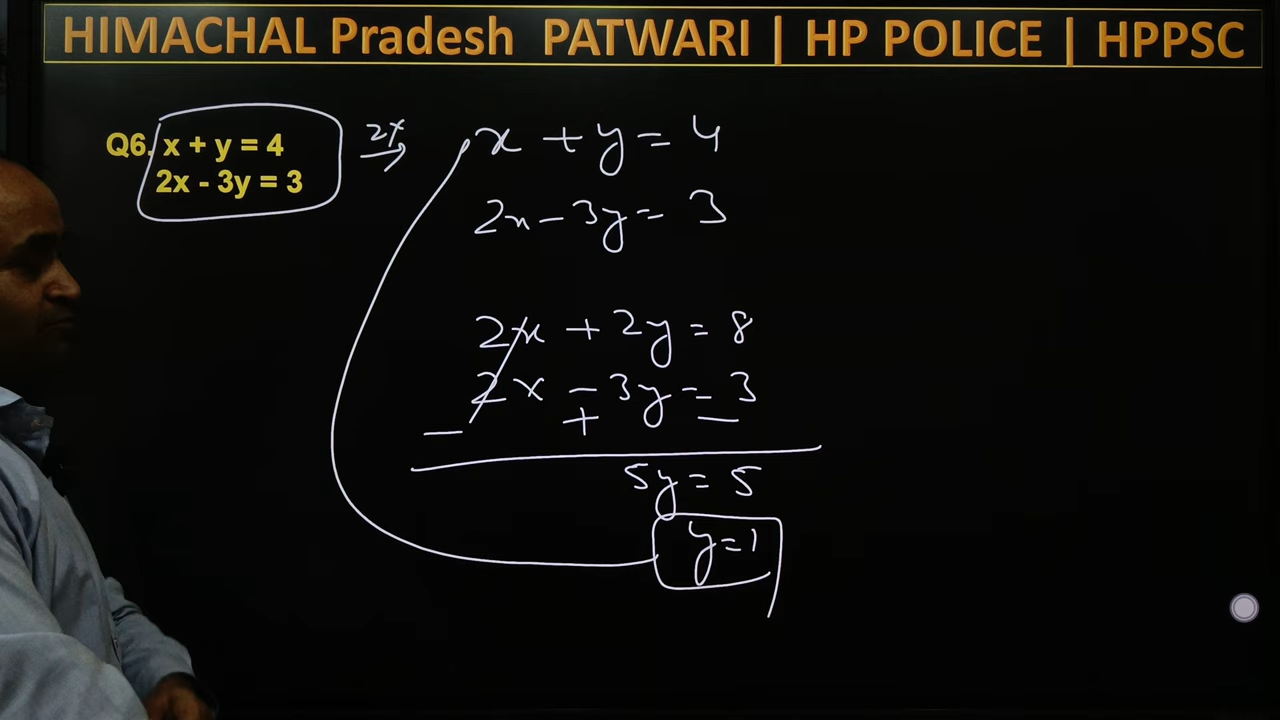 HIMACHAL Pradesh PATWARI | HP POLICE | HPPSC
Q6. x + y = 4
2x - 3y = 3
2x
x + y = 4
2x - 3y = 3
2x + 2y = 8
2x - 3y = 3
- + -
5y = 5
y = 1